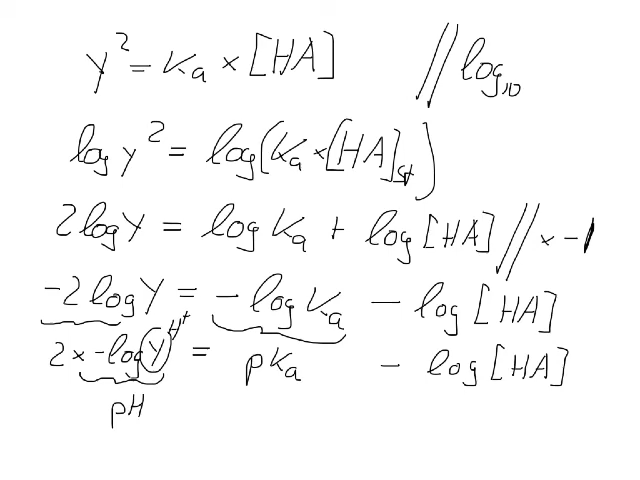 y² = Ka × [HA] // log₁₀
log y² = log(Ka × [HA]st)
2 log y = log Ka + log [HA] // × -1
-2 log y = - log Ka - log [HA]
2 × -log y H⁺ = pKa - log [HA]
pH